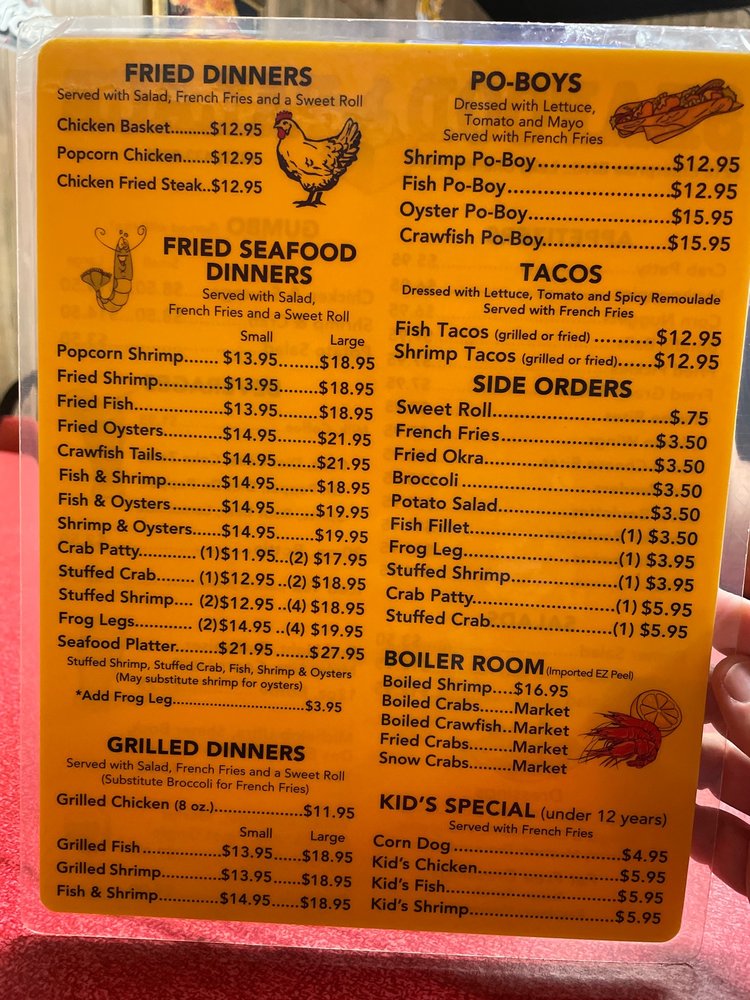 FRIED DINNERS
Served with Salad, French Fries and a Sweet Roll
Chicken Basket.........$12.95
Popcorn Chicken......$12.95
Chicken Fried Steak..$12.95
FRIED SEAFOOD
DINNERS
Served with Salad,
French Fries and a Sweet Roll
Small Large
Popcorn Shrimp....... $13.95.........$18.95
Fried Shrimp..............$13.95.......$18.95
Fried Fish...................$13.95.......$18.95
Fried Oysters............$14.95.......$21.95
Crawfish Tails............$14.95.......$21.95
Fish & Shrimp............$14.95.......$18.95
Fish & Oysters ..........$14.95.......$19.95
Shrimp & Oysters......$14.95.......$19.95
Crab Patty............ (1)$11.95..(2) $17.95
Stuffed Crab......... (1)$12.95 ..(2) $18.95
Stuffed Shrimp.... (2)$12.95 ..(4) $18.95
Frog Legs............ (2)$14.95 ..(4) $19.95
Seafood Platter.........$21.95 .......$27.95
Stuffed Shrimp, Stuffed Crab, Fish, Shrimp & Oysters
(May substitute shrimp for oysters)
*Add Frog Leg................................$3.95
GRILLED DINNERS
Served with Salad, French Fries and a Sweet Roll
(Substitute Broccoli for French Fries)
Grilled Chicken (8 oz.)....................$11.95
Small Large
Grilled Fish..................$13.95......$18.95
Grilled Shrimp.............$13.95......$18.95
Fish & Shrimp..............$14.95......$18.95
PO-BOYS
Dressed with Lettuce,
Tomato and Mayo
Served with French Fries
Shrimp Po-Boy.........................$12.95
Fish Po-Boy..............................$12.95
Oyster Po-Boy..........................$15.95
Crawfish Po-Boy.......................$15.95
TACOS
Dressed with Lettuce, Tomato and Spicy Remoulade
Served with French Fries
Fish Tacos (grilled or fried) ...........$12.95
Shrimp Tacos (grilled or fried)......$12.95
SIDE ORDERS
Sweet Roll.................................$.75
French Fries.............................$3.50
Fried Okra................................$3.50
Broccoli ...................................$3.50
Potato Salad............................$3.50
Fish Fillet............................(1) $3.50
Frog Leg.............................(1) $3.95
Stuffed Shrimp....................(1) $3.95
Crab Patty..........................(1) $5.95
Stuffed Crab.......................(1) $5.95
BOILER ROOM (Imported EZ Peel)
Boiled Shrimp....$16.95
Boiled Crabs......Market
Boiled Crawfish..Market
Fried Crabs........Market
Snow Crabs........Market
KID'S SPECIAL (under 12 years)
Served with French Fries
Corn Dog..................................$4.95
Kid's Chicken............................$5.95
Kid's Fish..................................$5.95
Kid's Shrimp.............................$5.95